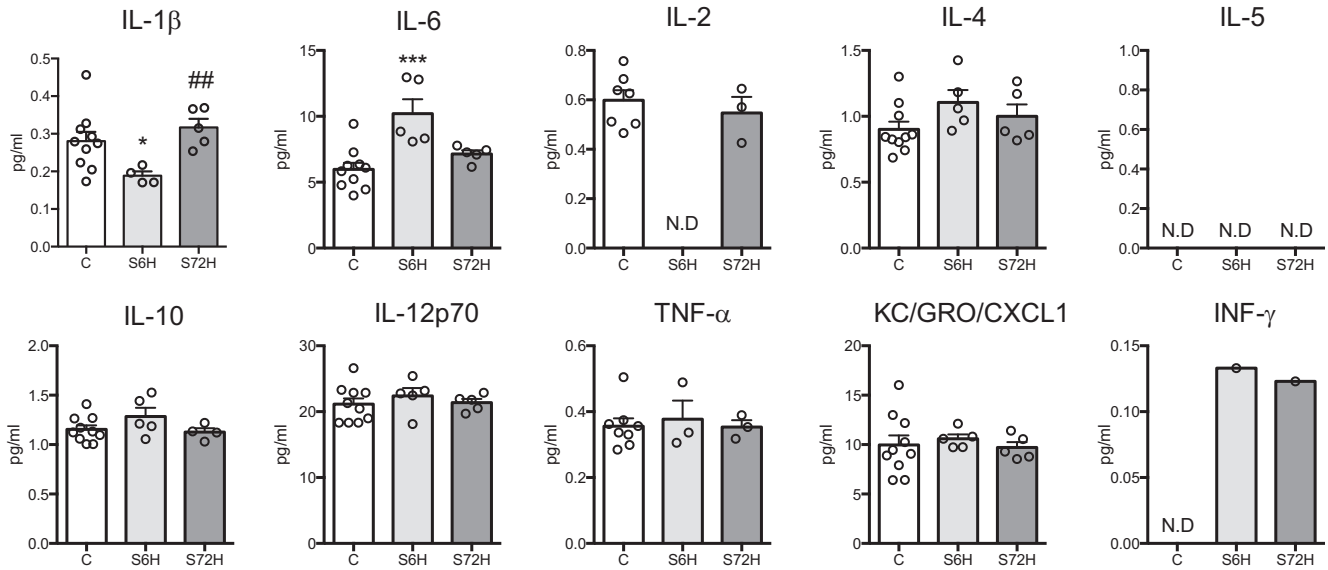 IL-1β
IL-6
IL-2
IL-4
IL-5
0.5
0.4
0.3
0.2
0.1
0.0
pg/ml
*
##
C S6H S72H
15
10
5
0
pg/ml
***
C S6H S72H
0.8
0.6
0.4
0.2
0.0
pg/ml
N.D
C S6H S72H
1.5
1.0
0.5
0.0
pg/ml
C S6H S72H
1.0
0.8
0.6
0.4
0.2
0.0
pg/ml
N.D N.D N.D
C S6H S72H
IL-10
IL-12p70
TNF-α
KC/GRO/CXCL1
INF-γ
2.0
1.5
1.0
0.5
0.0
pg/ml
C S6H S72H
30
20
10
0
pg/ml
C S6H S72H
0.6
0.4
0.2
0.0
pg/ml
C S6H S72H
20
15
10
5
0
pg/ml
C S6H S72H
0.15
0.10
0.05
0.00
pg/ml
N.D
C S6H S72H